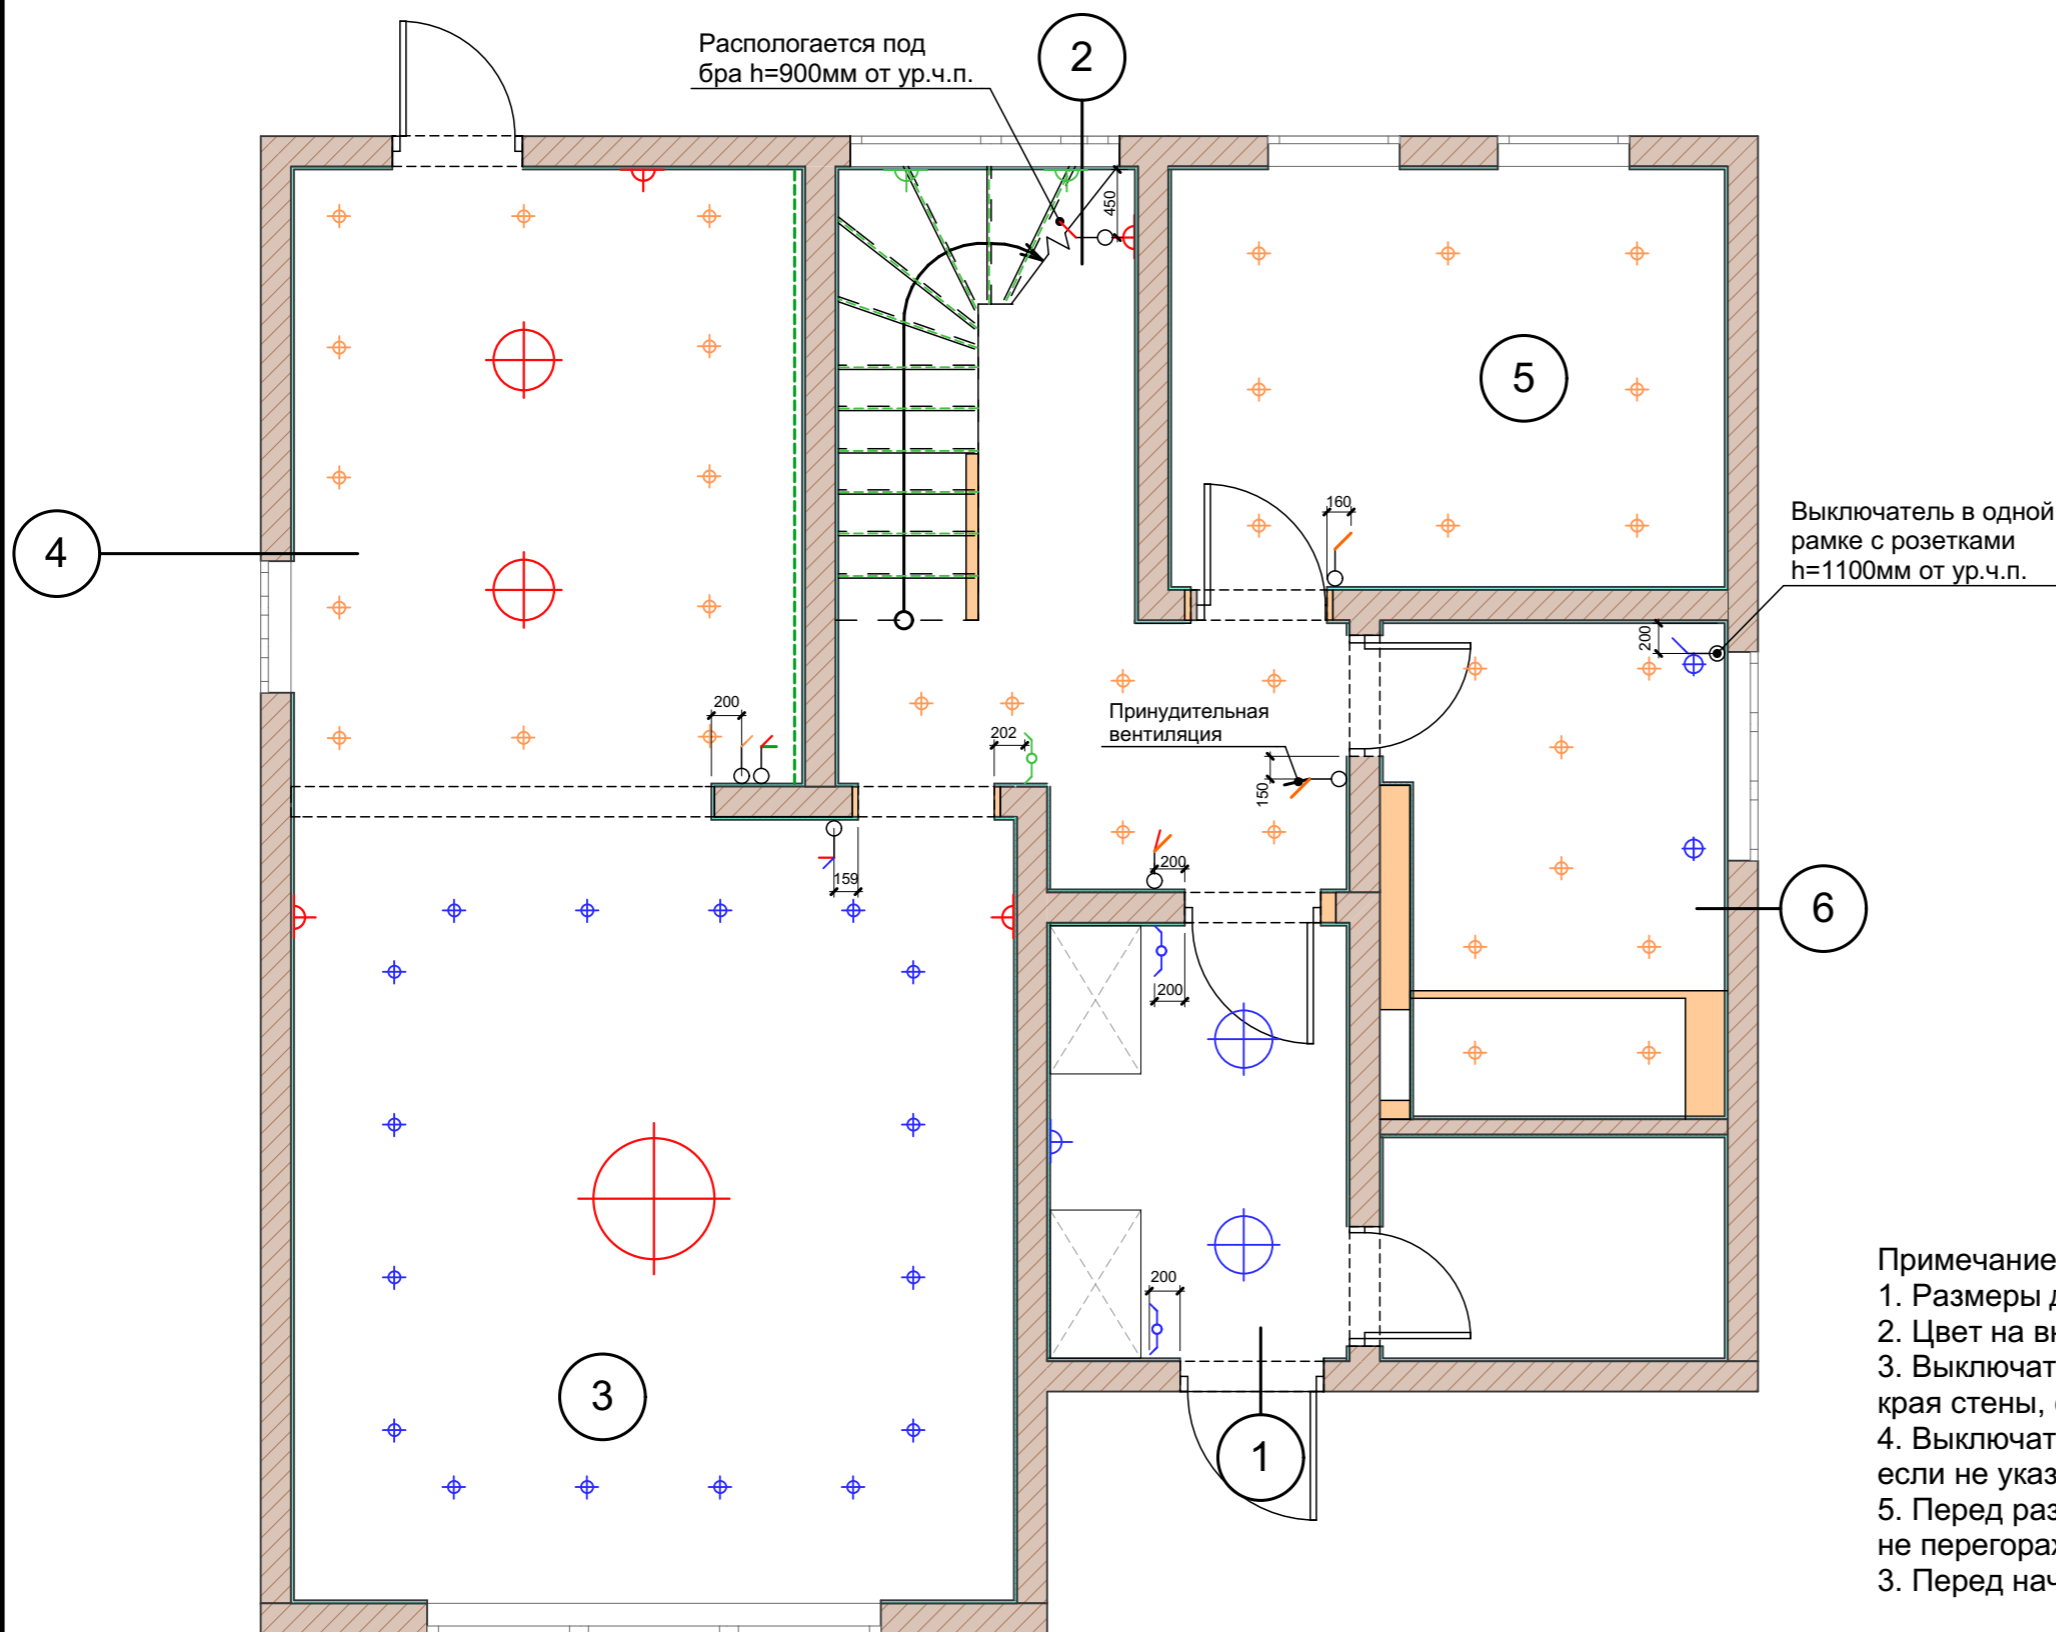 Распологается под
бра h=900мм от ур.ч.п.
2
450
5
160
Выключатель в одной
рамке с розетками
h=1100мм от ур.ч.п.
4
200
200
202
Принудительная
вентиляция
150
159
200
200
6
200
3
1
Примечание
1. Размеры
2. Цвет на
3. Выключат
края стены,
4. Выключат
если не указ
5. Перед раз
не перегораж
3. Перед нач